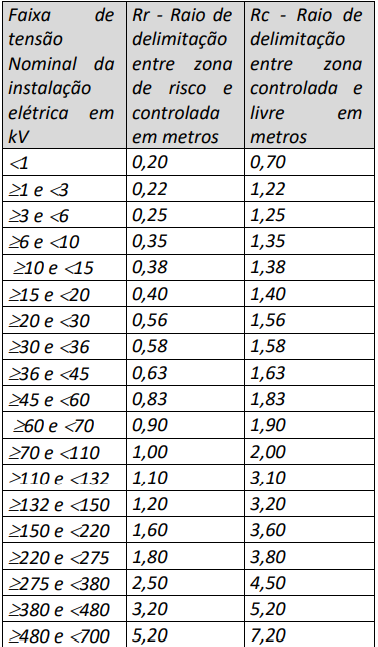 Faixa de tensão Nominal da instalação elétrica em kV | Rr - Raio de delimitação entre zona de risco e controlada em metros | Rc - Raio de delimitação entre zona controlada e livre em metros
<1 | 0,20 | 0,70
≥1 e <3 | 0,22 | 1,22
≥3 e <6 | 0,25 | 1,25
≥6 e <10 | 0,35 | 1,35
≥10 e <15 | 0,38 | 1,38
≥15 e <20 | 0,40 | 1,40
≥20 e <30 | 0,56 | 1,56
≥30 e <36 | 0,58 | 1,58
≥36 e <45 | 0,63 | 1,63
≥45 e <60 | 0,83 | 1,83
≥60 e <70 | 0,90 | 1,90
≥70 e <110 | 1,00 | 2,00
≥110 e <132 | 1,10 | 3,10
≥132 e <150 | 1,20 | 3,20
≥150 e <220 | 1,60 | 3,60
≥220 e <275 | 1,80 | 3,80
≥275 e <380 | 2,50 | 4,50
≥380 e <480 | 3,20 | 5,20
≥480 e <700 | 5,20 | 7,20